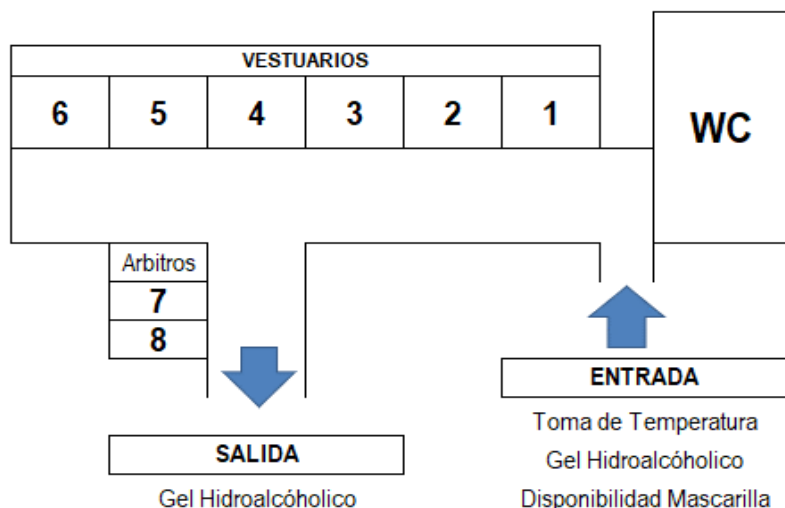 VESTUARIOS
6 5 4 3 2 1
WC
Arbitros
7
8
ENTRADA
Toma de Temperatura
Gel Hidroalcóholico
Disponibilidad Mascarilla
SALIDA
Gel Hidroalcóholico